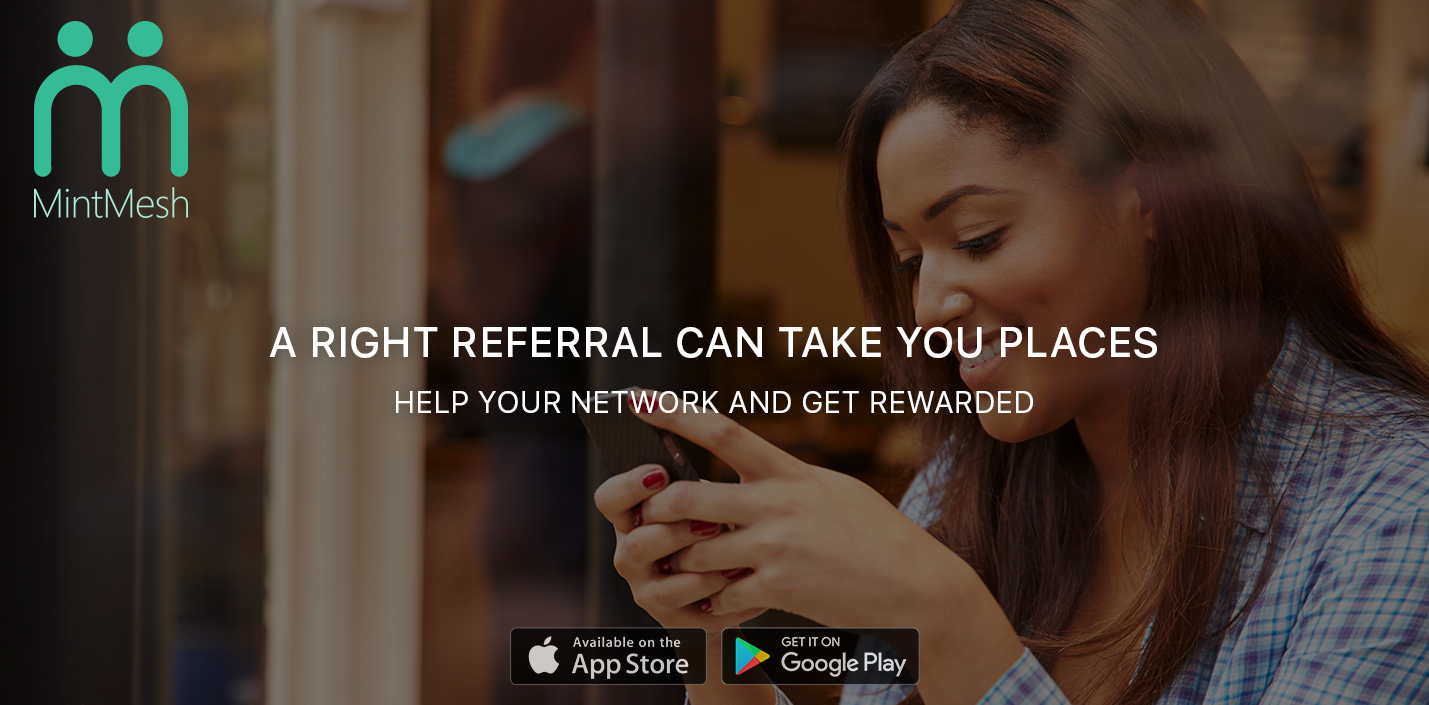 MintMesh
A RIGHT REFERRAL CAN TAKE YOU PLACES
HELP YOUR NETWORK AND GET REWARDED
Available on the
App Store
GET IT ON
Google Play